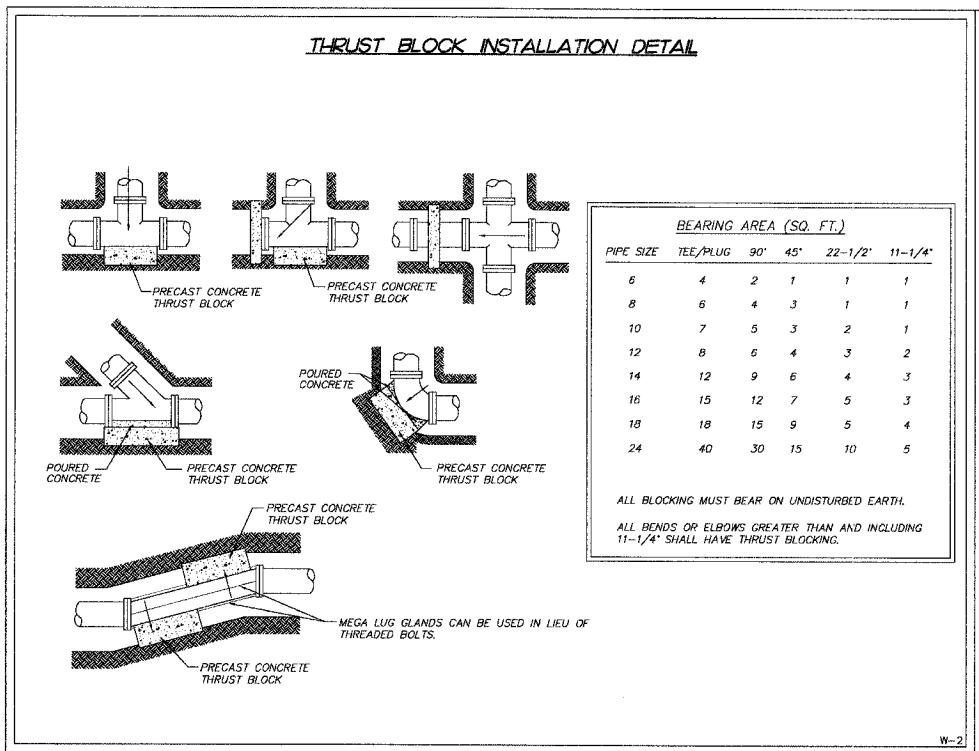 THRUST BLOCK INSTALLATION DETAIL
PRECAST CONCRETE
THRUST BLOCK
PRECAST CONCRETE
THRUST BLOCK
POURED
CONCRETE
PRECAST CONCRETE
THRUST BLOCK
POURED
CONCRETE
PRECAST CONCRETE
THRUST BLOCK
PRECAST CONCRETE
THRUST BLOCK
MEGA LUG GLANDS CAN BE USED IN LIEU OF
THREADED BOLTS.
PRECAST CONCRETE
THRUST BLOCK
BEARING AREA (SQ. FT.)
PIPE SIZE TEE/PLUG 90° 45° 22-1/2° 11-1/4°
6 4 2 1 1 1
8 6 4 3 1 1
10 7 5 3 2 1
12 8 6 4 3 2
14 12 9 6 4 3
16 15 12 7 5 3
18 18 15 9 5 4
24 40 30 15 10 5
ALL BLOCKING MUST BEAR ON UNDISTURBED EARTH.
ALL BENDS OR ELBOWS GREATER THAN AND INCLUDING
11-1/4° SHALL HAVE THRUST BLOCKING.
W-2